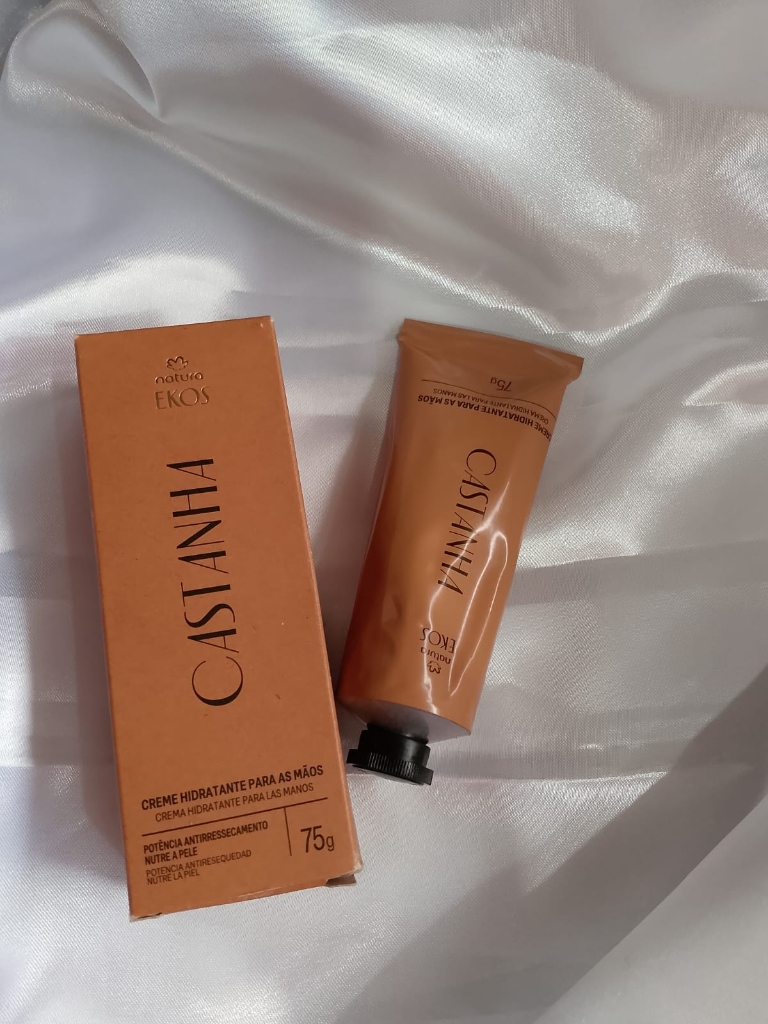 natura
EKOS
CASTANHA
CREME HIDRATANTE PARA AS MÃOS
CREMA HIDRATANTE PARA LAS MANOS
POTÊNCIA ANTIRRESSECAMENTO
NUTRE A PELE
POTENCIA ANTIRESEQUEDAD
NUTRE LA PIEL
75g
natura
EKOS
CASTANHA
CREME HIDRATANTE PARA AS MÃOS
CREMA HIDRATANTE PARA LAS MANOS
75g